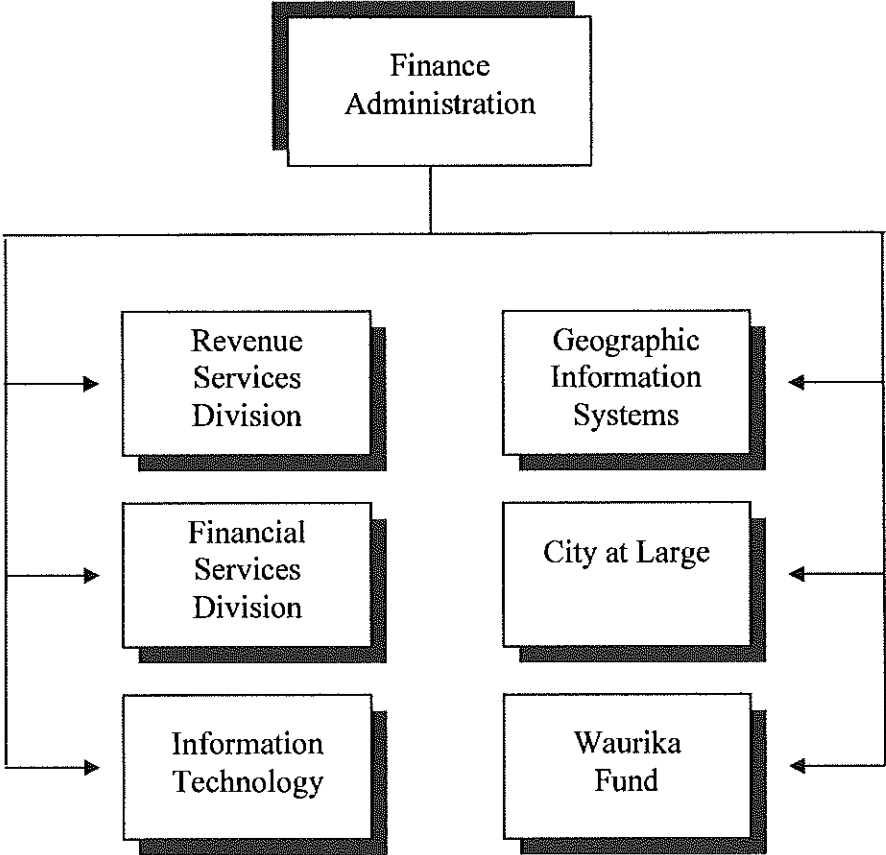 Finance
Administration
Revenue
Services
Division
Geographic
Information
Systems
Financial
Services
Division
City at Large
Information
Technology
Waurika
Fund